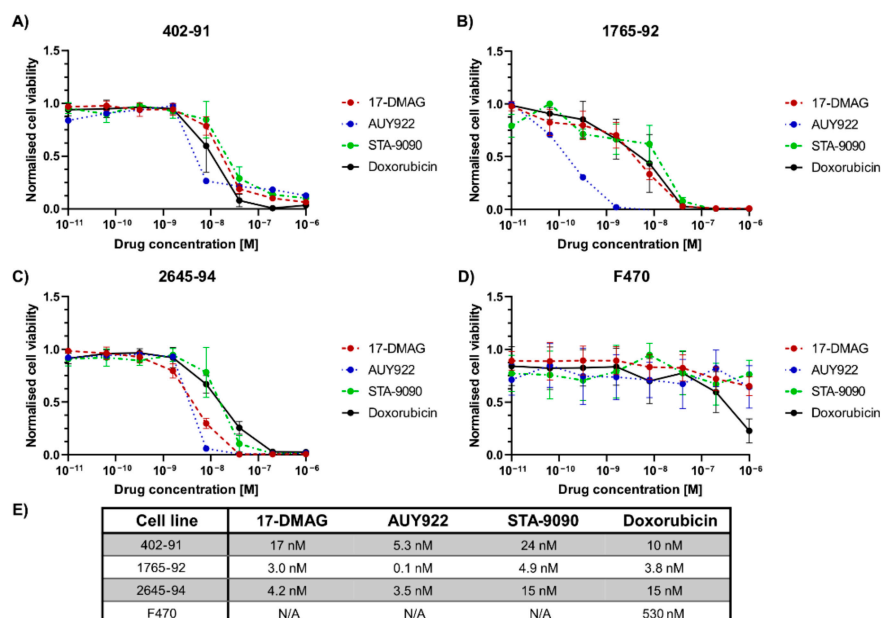 A)
402-91
Normalised cell viability
1.5
1.0
0.5
0.0
10⁻¹¹ 10⁻¹⁰ 10⁻⁹ 10⁻⁸ 10⁻⁷ 10⁻⁶
Drug concentration [M]
17-DMAG
AUY922
STA-9090
Doxorubicin
B)
1765-92
Normalised cell viability
1.5
1.0
0.5
0.0
10⁻¹¹ 10⁻¹⁰ 10⁻⁹ 10⁻⁸ 10⁻⁷ 10⁻⁶
Drug concentration [M]
17-DMAG
AUY922
STA-9090
Doxorubicin
C)
2645-94
Normalised cell viability
1.5
1.0
0.5
0.0
10⁻¹¹ 10⁻¹⁰ 10⁻⁹ 10⁻⁸ 10⁻⁷ 10⁻⁶
Drug concentration [M]
17-DMAG
AUY922
STA-9090
Doxorubicin
D)
F470
Normalised cell viability
1.5
1.0
0.5
0.0
10⁻¹¹ 10⁻¹⁰ 10⁻⁹ 10⁻⁸ 10⁻⁷ 10⁻⁶
Drug concentration [M]
17-DMAG
AUY922
STA-9090
Doxorubicin
E)
Cell line 17-DMAG AUY922 STA-9090 Doxorubicin
402-91 17 nM 5.3 nM 24 nM 10 nM
1765-92 3.0 nM 0.1 nM 4.9 nM 3.8 nM
2645-94 4.2 nM 3.5 nM 15 nM 15 nM
F470 N/A N/A N/A 530 nM